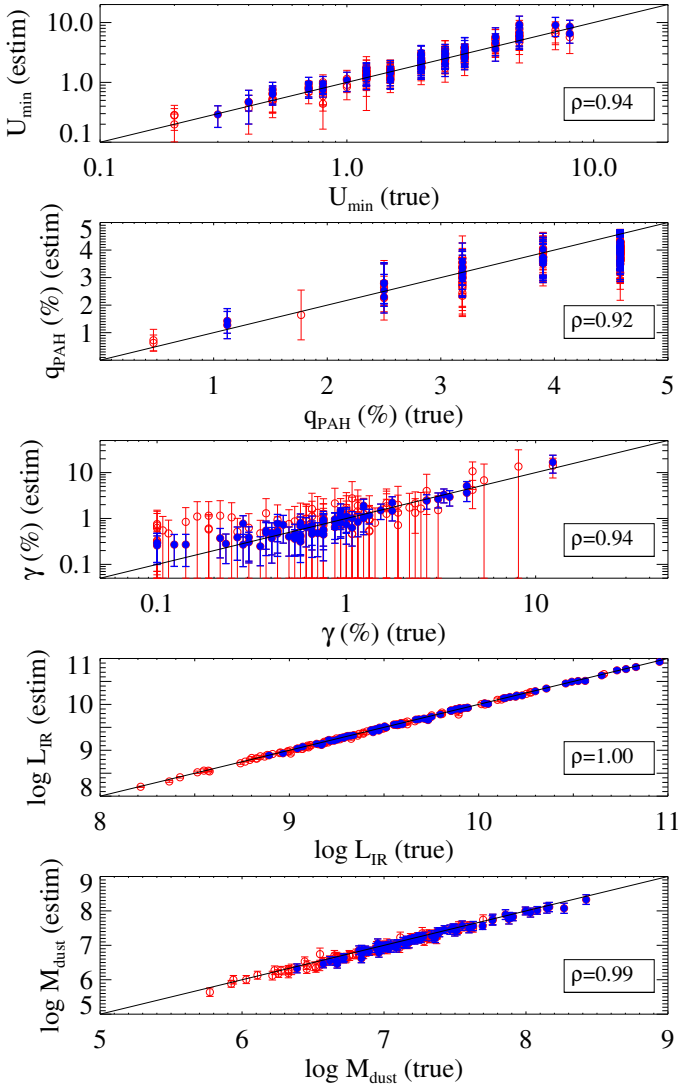 10.0
1.0
0.1
U_min (estim)
ρ=0.94
0.1 1.0 10.0
U_min (true)
5
4
3
2
1
q_PAH (%) (estim)
ρ=0.92
1 2 3 4 5
q_PAH (%) (true)
10
1
0.1
γ (%) (estim)
ρ=0.94
0.1 1 10
γ (%) (true)
11
10
9
8
log L_IR (estim)
ρ=1.00
8 9 10 11
log L_IR (true)
9
8
7
6
5
log M_dust (estim)
ρ=0.99
5 6 7 8 9
log M_dust (true)